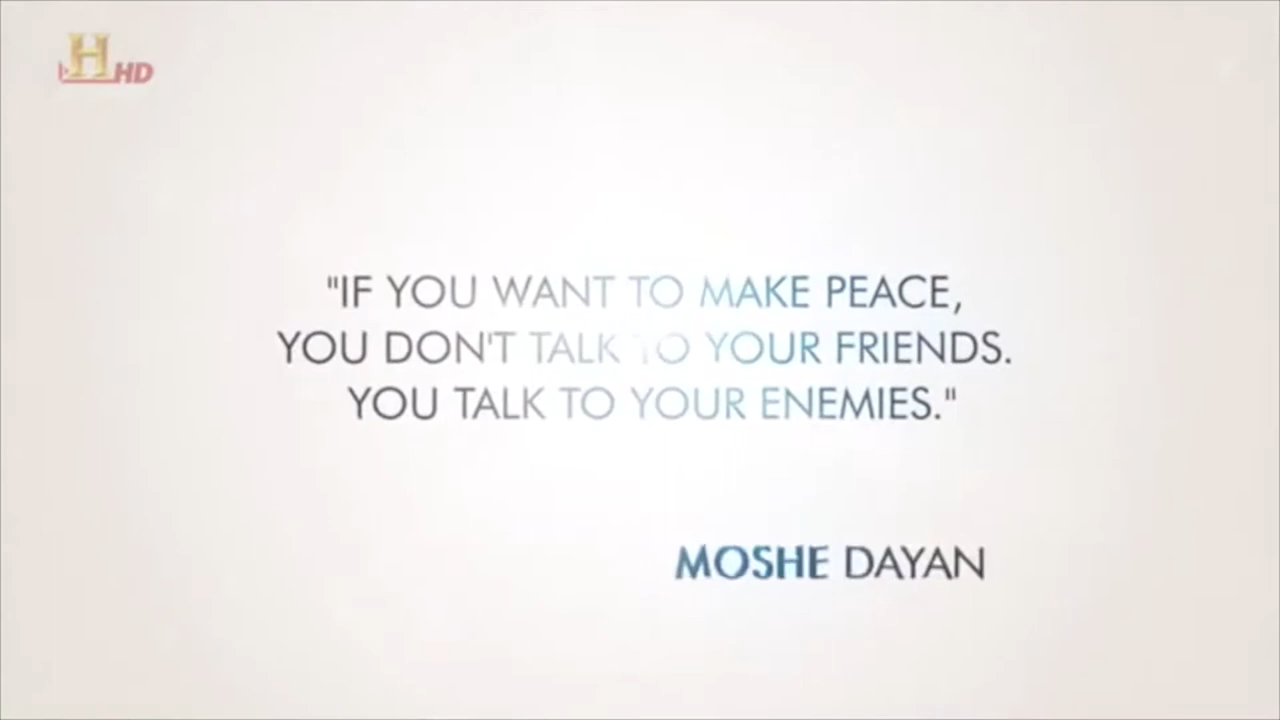 H HD
"IF YOU WANT TO MAKE PEACE,
YOU DON'T TALK TO YOUR FRIENDS.
YOU TALK TO YOUR ENEMIES."
MOSHE DAYAN